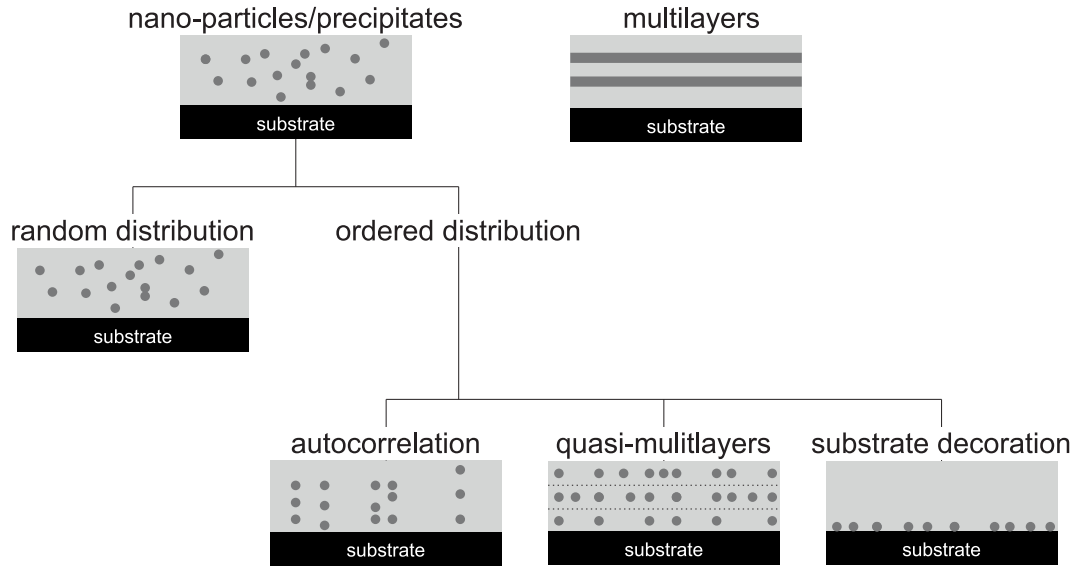 nano-particles/precipitates
multilayers
substrate
substrate
random distribution
ordered distribution
substrate
autocorrelation
quasi-mulitlayers
substrate decoration
substrate
substrate
substrate